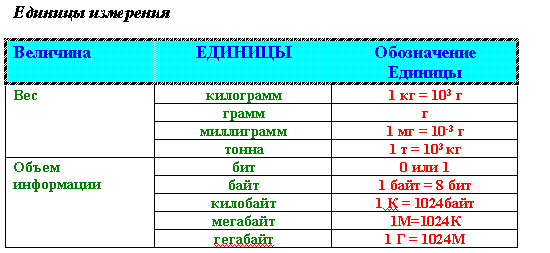 Единицы измерения
Величина ЕДИНИЦЫ Обозначение Единицы
Вес килограмм 1 кг = 10³ г
грамм г
миллиграмм 1 мг = 10⁻³ г
тонна 1 т = 10³ кг
Объем информации бит 0 или 1
байт 1 байт = 8 бит
килобайт 1 К = 1024байт
мегабайт 1М=1024К
гегабайт 1 Г = 1024М